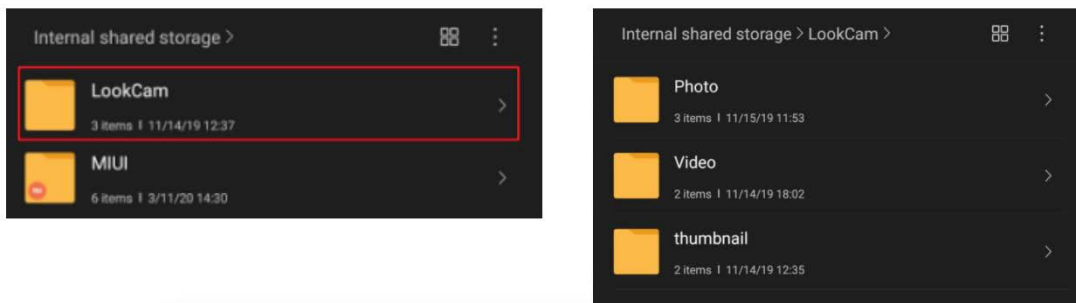 Internal shared storage >
LookCam
3 items | 11/14/19 12:37
MIUI
6 items | 3/11/20 14:30
Internal shared storage > LookCam >
Photo
3 items | 11/15/19 11:53
Video
2 items | 11/14/19 18:02
thumbnail
2 items | 11/14/19 12:35